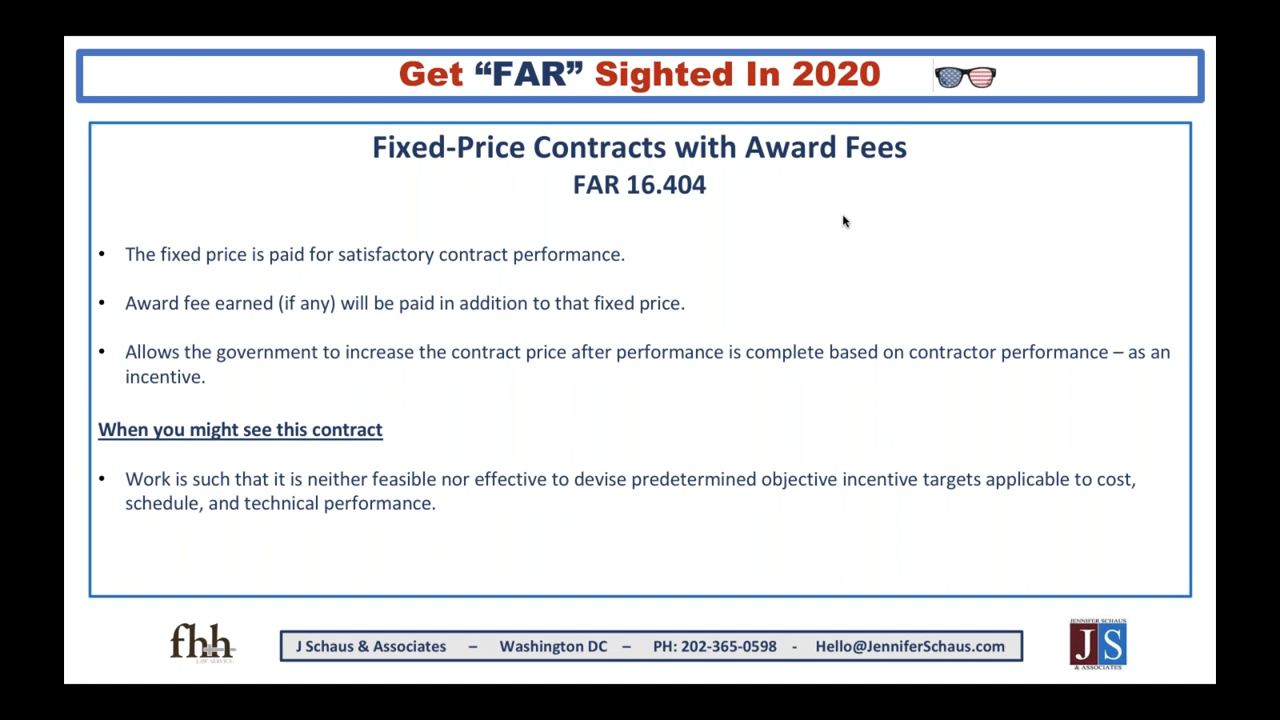 Get “FAR” Sighted In 2020
Fixed-Price Contracts with Award Fees
FAR 16.404
• The fixed price is paid for satisfactory contract performance.
• Award fee earned (if any) will be paid in addition to that fixed price.
• Allows the government to increase the contract price after performance is complete based on contractor performance – as an
incentive.
When you might see this contract
• Work is such that it is neither feasible nor effective to devise predetermined objective incentive targets applicable to cost,
schedule, and technical performance.
fhh
LAW SERVICE
J Schaus & Associates – Washington DC – PH: 202-365-0598 - Hello@JenniferSchaus.com
JENNIFER SCHAUS
J S
& ASSOCIATES